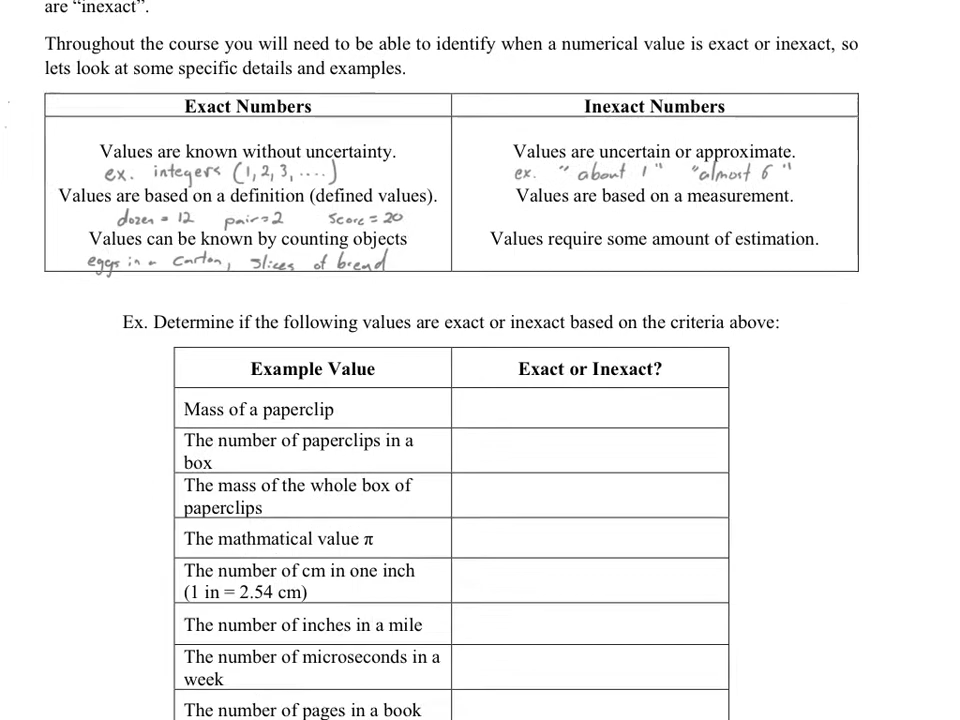 are “inexact”.
Throughout the course you will need to be able to identify when a numerical value is exact or inexact, so
lets look at some specific details and examples.
Exact Numbers
Values are known without uncertainty.
ex. integers (1, 2, 3, ....)
Values are based on a definition (defined values).
dozen = 12 pair = 2 Score = 20
Values can be known by counting objects
eggs in a carton, slices of bread
Inexact Numbers
Values are uncertain or approximate.
ex. "about 1" "almost 6"
Values are based on a measurement.
Values require some amount of estimation.
Ex. Determine if the following values are exact or inexact based on the criteria above:
Example Value Exact or Inexact?
Mass of a paperclip
The number of paperclips in a
box
The mass of the whole box of
paperclips
The mathmatical value π
The number of cm in one inch
(1 in = 2.54 cm)
The number of inches in a mile
The number of microseconds in a
week
The number of pages in a book